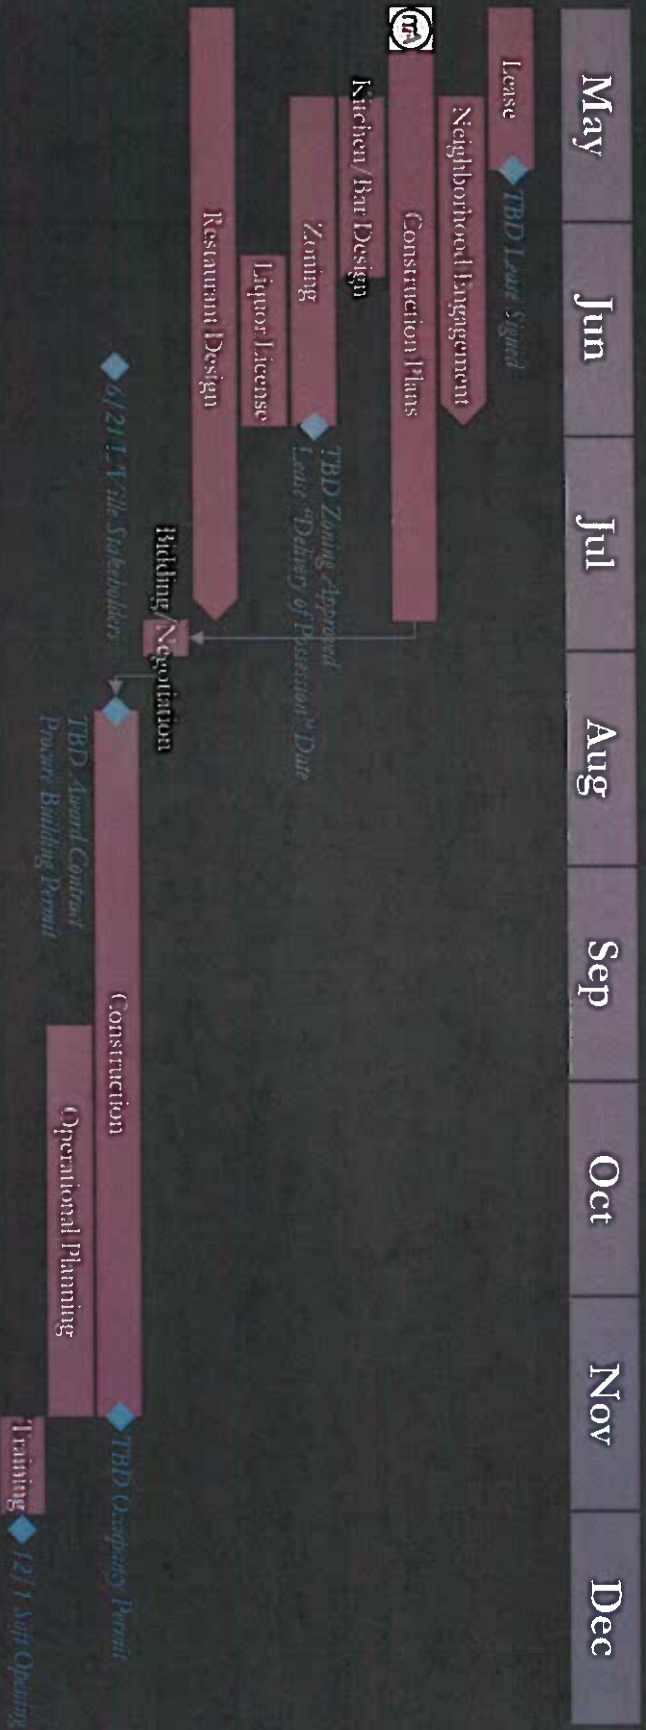 May Jun Jul Aug Sep Oct Nov Dec
Lease
TBD Lease Signed
Neighborhood Engagement
Construction Plans
Kitchen/Bar Design
Zoning
TBD Zoning Approved
Lease "Delivery of Possession" Date
Liquor License
Restaurant Design
Bidding/Negotiation
6/21 L'Ville Stakeholders
Construction
TBD Award Contract
Procure Building Permit
TBD Occupancy Permit
Operational Planning
Training
12/1 Soft Opening